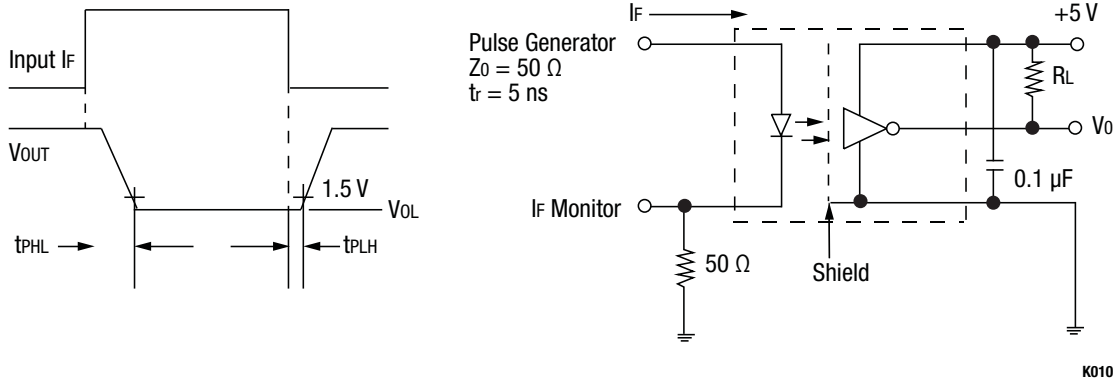 Input IF
VOUT
1.5 V
VOL
tPHL
tPLH
IF
Pulse Generator
Z0 = 50 Ω
tr = 5 ns
+5 V
RL
V0
0.1 µF
IF Monitor
50 Ω
Shield
K010